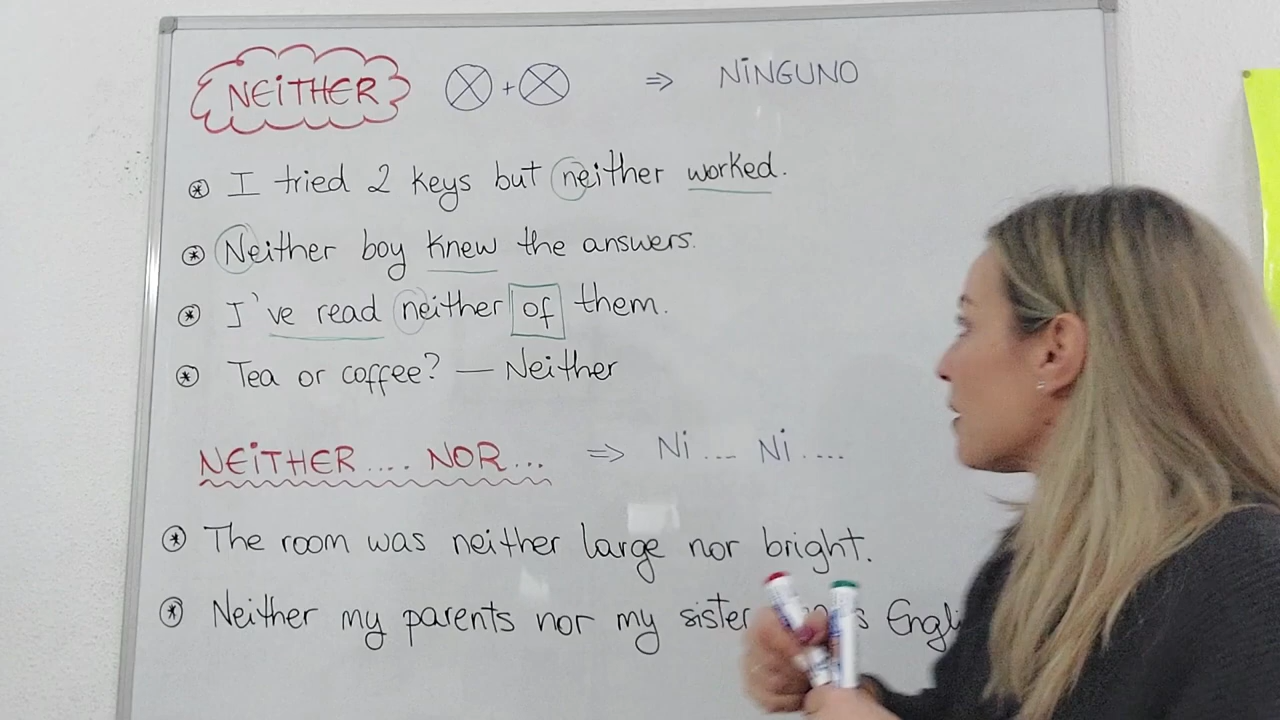 NEITHER ⊗ + ⊗ ⇒ NINGUNO
⊛ I tried 2 keys but neither worked.
⊛ Neither boy knew the answers.
⊛ I've read neither of them.
⊛ Tea or coffee? — Neither
NEITHER .... NOR... ⇒ Ni .... Ni ....
⊛ The room was neither large nor bright.
⊛ Neither my parents nor my sister